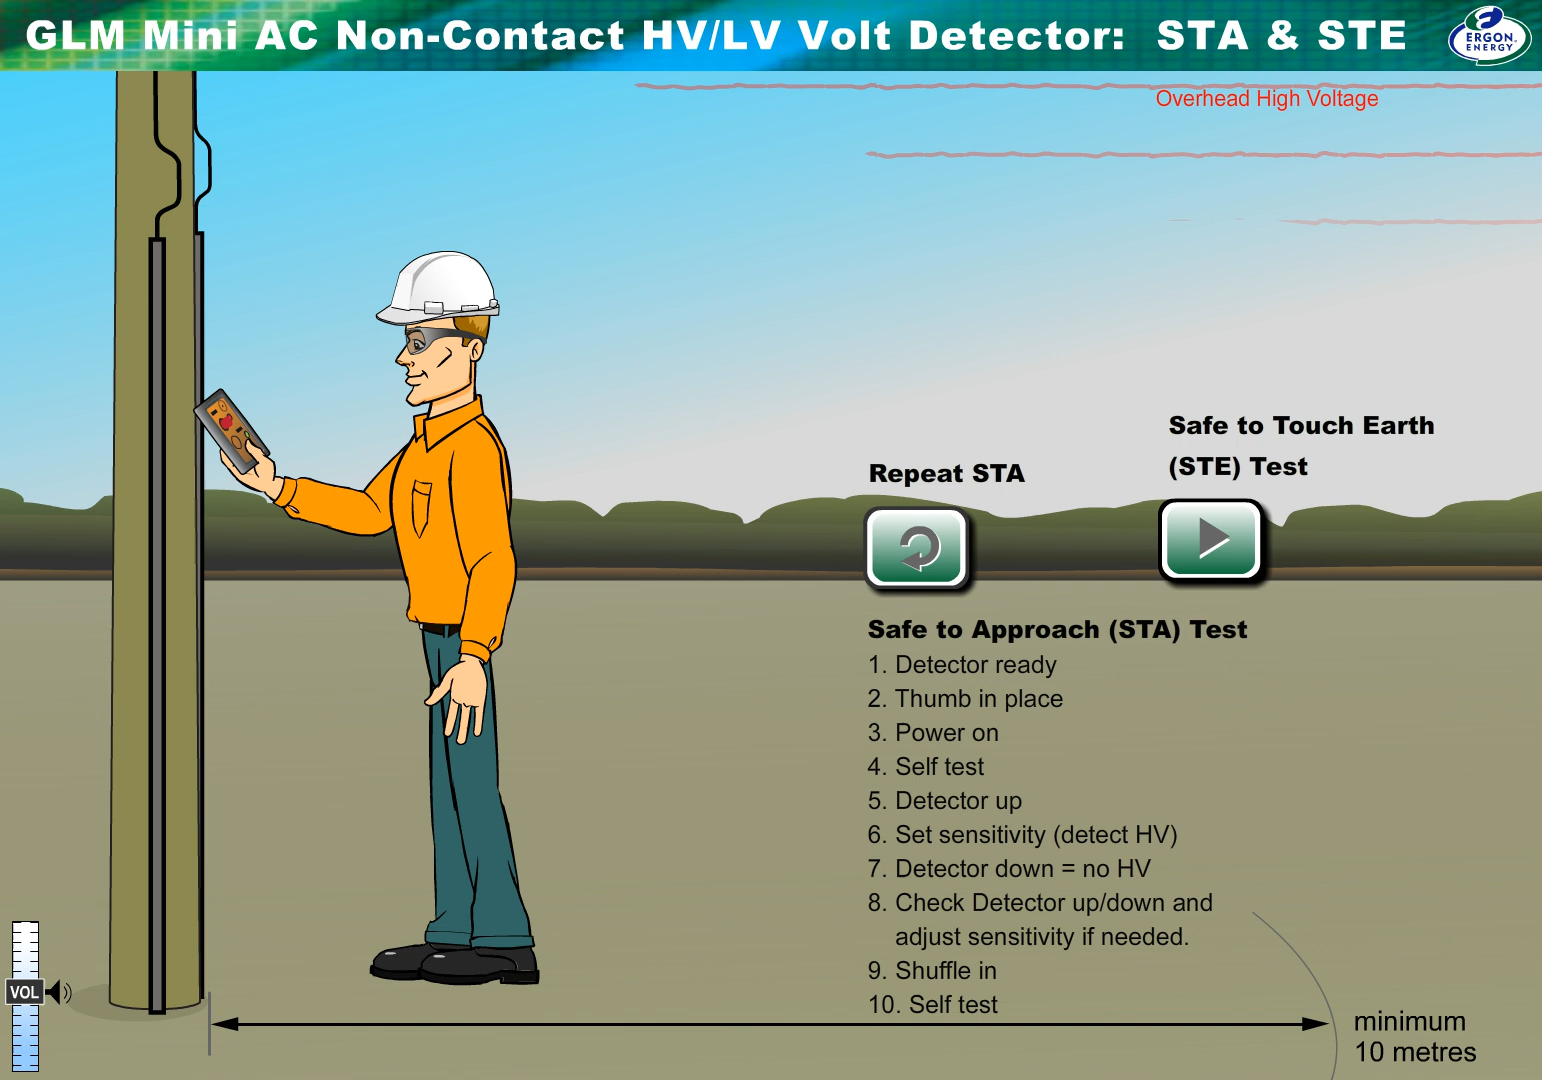 GLM Mini AC Non-Contact HV/LV Volt Detector: STA & STE
ERGON.
ENERGY
Overhead High Voltage
Safe to Touch Earth
(STE) Test
Repeat STA
Safe to Approach (STA) Test
1. Detector ready
2. Thumb in place
3. Power on
4. Self test
5. Detector up
6. Set sensitivity (detect HV)
7. Detector down = no HV
8. Check Detector up/down and
adjust sensitivity if needed.
9. Shuffle in
10. Self test
VOL
minimum
10 metres